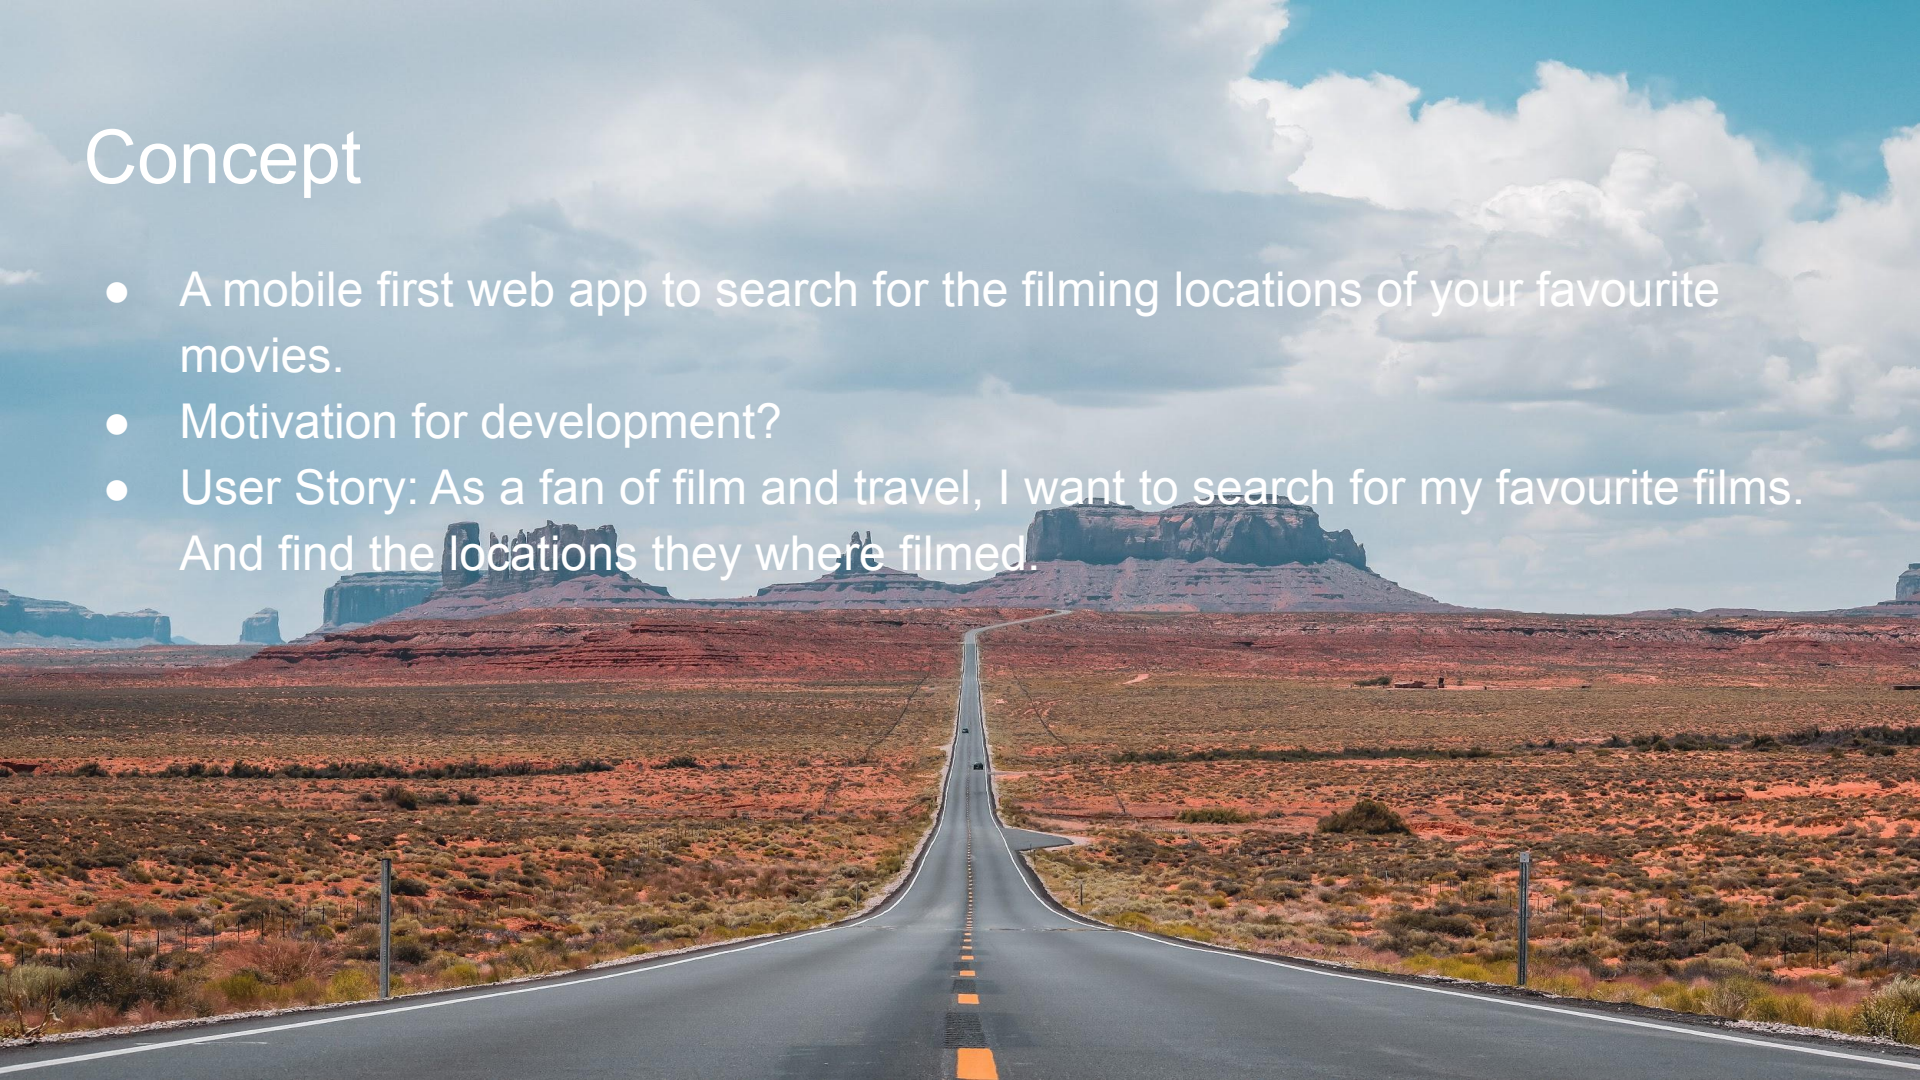 Concept
● A mobile first web app to search for the filming locations of your favourite
movies.
● Motivation for development?
● User Story: As a fan of film and travel, I want to search for my favourite films.
And find the locations they where filmed.